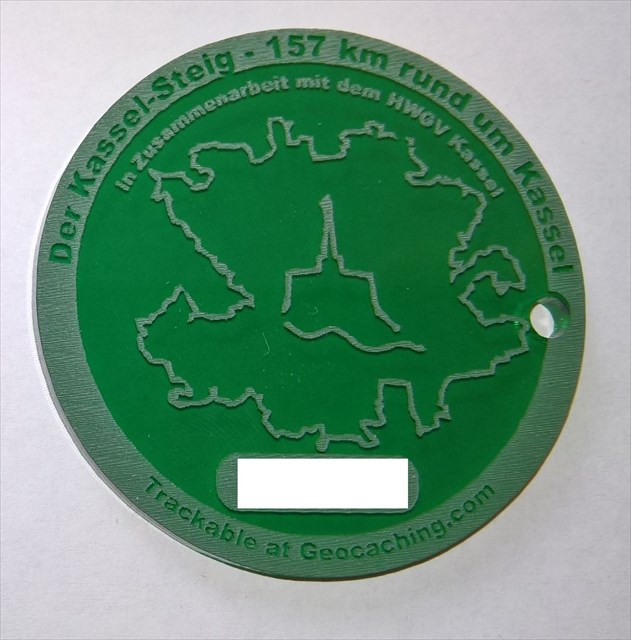 Der Kassel-Steig - 157 km rund um Kassel
in Zusammenarbeit mit dem HWGV Kassel
Trackable at Geocaching.com